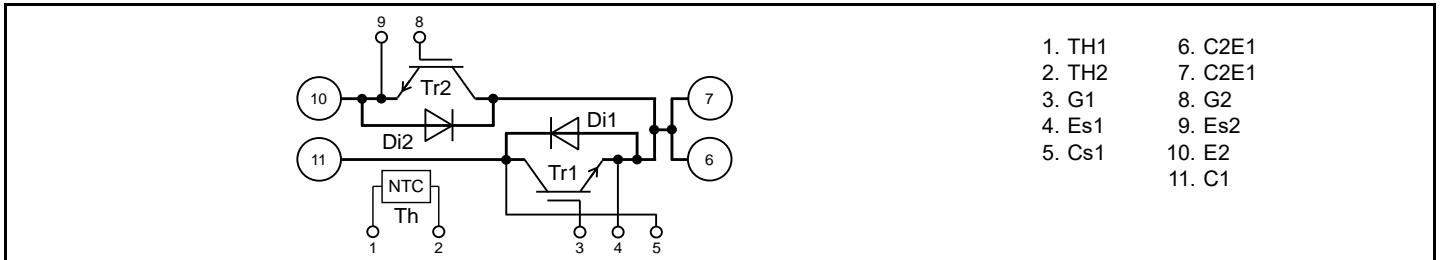 9 8
Tr2
10
7
Di2
Di1
11
Tr1
6
NTC
Th
1 2 3 4 5
1. TH1
2. TH2
3. G1
4. Es1
5. Cs1
6. C2E1
7. C2E1
8. G2
9. Es2
10. E2
11. C1